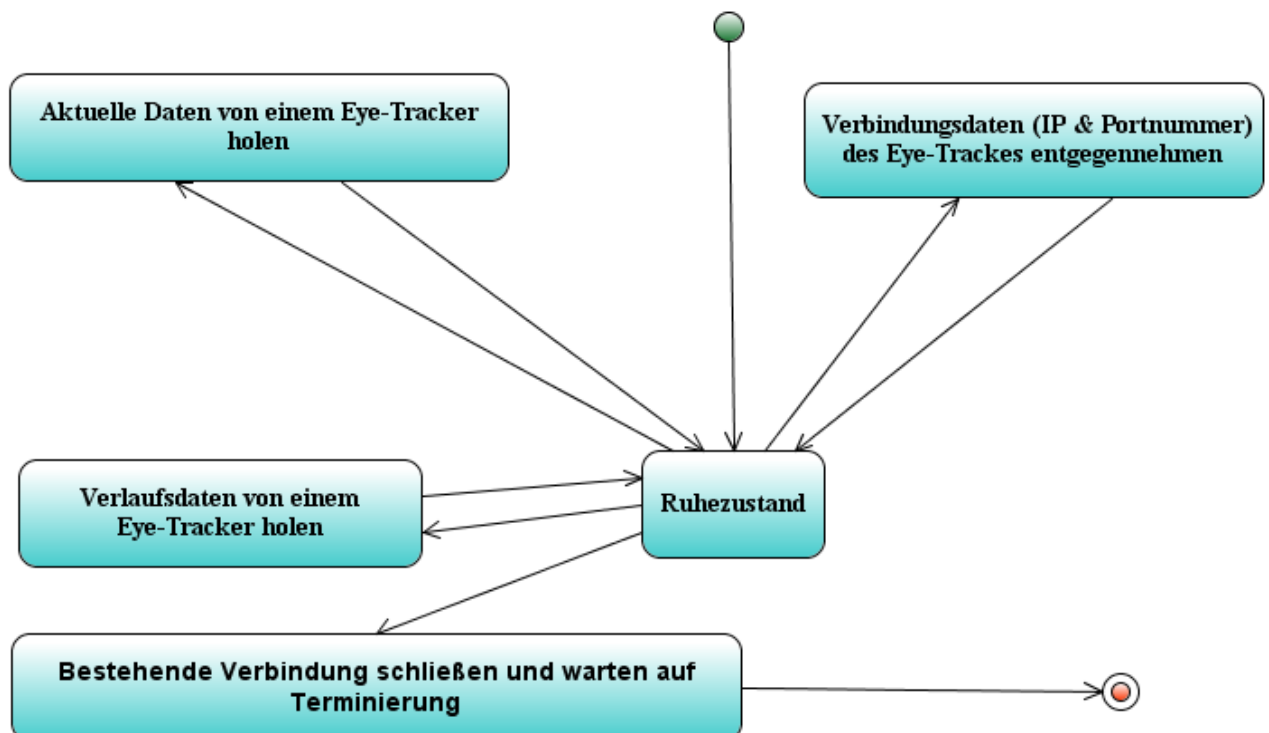 Aktuelle Daten von einem Eye-Tracker
holen
Verbindungsdaten (IP & Portnummer)
des Eye-Trackes entgegennehmen
Verlaufsdaten von einem
Eye-Tracker holen
Ruhezustand
Bestehende Verbindung schließen und warten auf
Terminierung